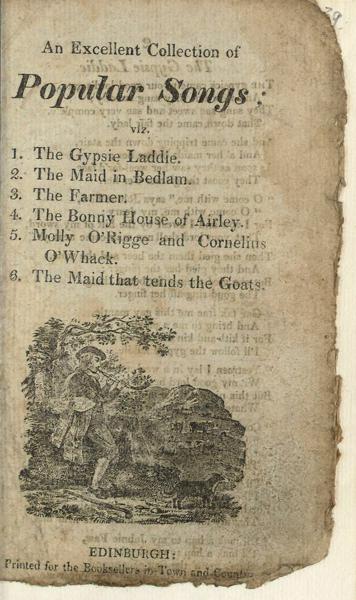 An Excellent Collection of
Popular Songs:
viz.
1. The Gypsie Laddie.
2. The Maid in Bedlam.
3. The Farmer.
4. The Bonny House of Airley.
5. Molly O'Rigge and Cornelius
O'Whack.
6. The Maid that tends the Goats.
EDINBURGH:
Printed for the Booksellers in Town and Country